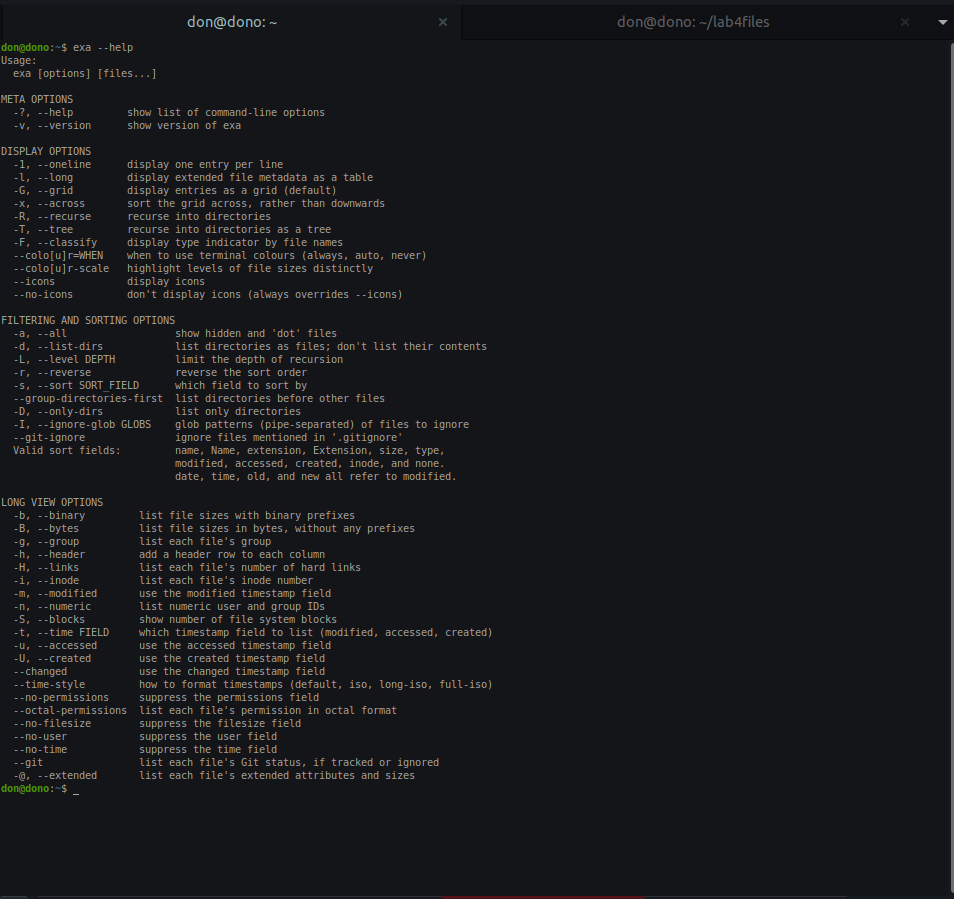 don@dono: ~
don@dono: ~/lab4files
don@dono:~$ exa --help
Usage:
  exa [options] [files...]

META OPTIONS
  -?, --help         show list of command-line options
  -v, --version      show version of exa

DISPLAY OPTIONS
  -1, --oneline      display one entry per line
  -l, --long         display extended file metadata as a table
  -G, --grid         display entries as a grid (default)
  -x, --across       sort the grid across, rather than downwards
  -R, --recurse      recurse into directories
  -T, --tree         recurse into directories as a tree
  -F, --classify     display type indicator by file names
  --colo[u]r=WHEN    when to use terminal colours (always, auto, never)
  --colo[u]r-scale   highlight levels of file sizes distinctly
  --icons            display icons
  --no-icons         don't display icons (always overrides --icons)

FILTERING AND SORTING OPTIONS
  -a, --all                  show hidden and 'dot' files
  -d, --list-dirs            list directories as files; don't list their contents
  -L, --level DEPTH          limit the depth of recursion
  -r, --reverse              reverse the sort order
  -s, --sort SORT_FIELD      which field to sort by
  --group-directories-first  list directories before other files
  -D, --only-dirs            list only directories
  -I, --ignore-glob GLOBS    glob patterns (pipe-separated) of files to ignore
  --git-ignore               ignore files mentioned in '.gitignore'
  Valid sort fields:         name, Name, extension, Extension, size, type,
                             modified, accessed, created, inode, and none.
                             date, time, old, and new all refer to modified.

LONG VIEW OPTIONS
  -b, --binary         list file sizes with binary prefixes
  -B, --bytes          list file sizes in bytes, without any prefixes
  -g, --group          list each file's group
  -h, --header         add a header row to each column
  -H, --links          list each file's number of hard links
  -i, --inode          list each file's inode number
  -m, --modified       use the modified timestamp field
  -n, --numeric        list numeric user and group IDs
  -S, --blocks         show number of file system blocks
  -t, --time FIELD     which timestamp field to list (modified, accessed, created)
  -u, --accessed       use the accessed timestamp field
  -U, --created        use the created timestamp field
  --changed            use the changed timestamp field
  --time-style         how to format timestamps (default, iso, long-iso, full-iso)
  --no-permissions     suppress the permissions field
  --octal-permissions  list each file's permission in octal format
  --no-filesize        suppress the filesize field
  --no-user            suppress the user field
  --no-time            suppress the time field
  --git                list each file's Git status, if tracked or ignored
  -@, --extended       list each file's extended attributes and sizes
don@dono:~$ _